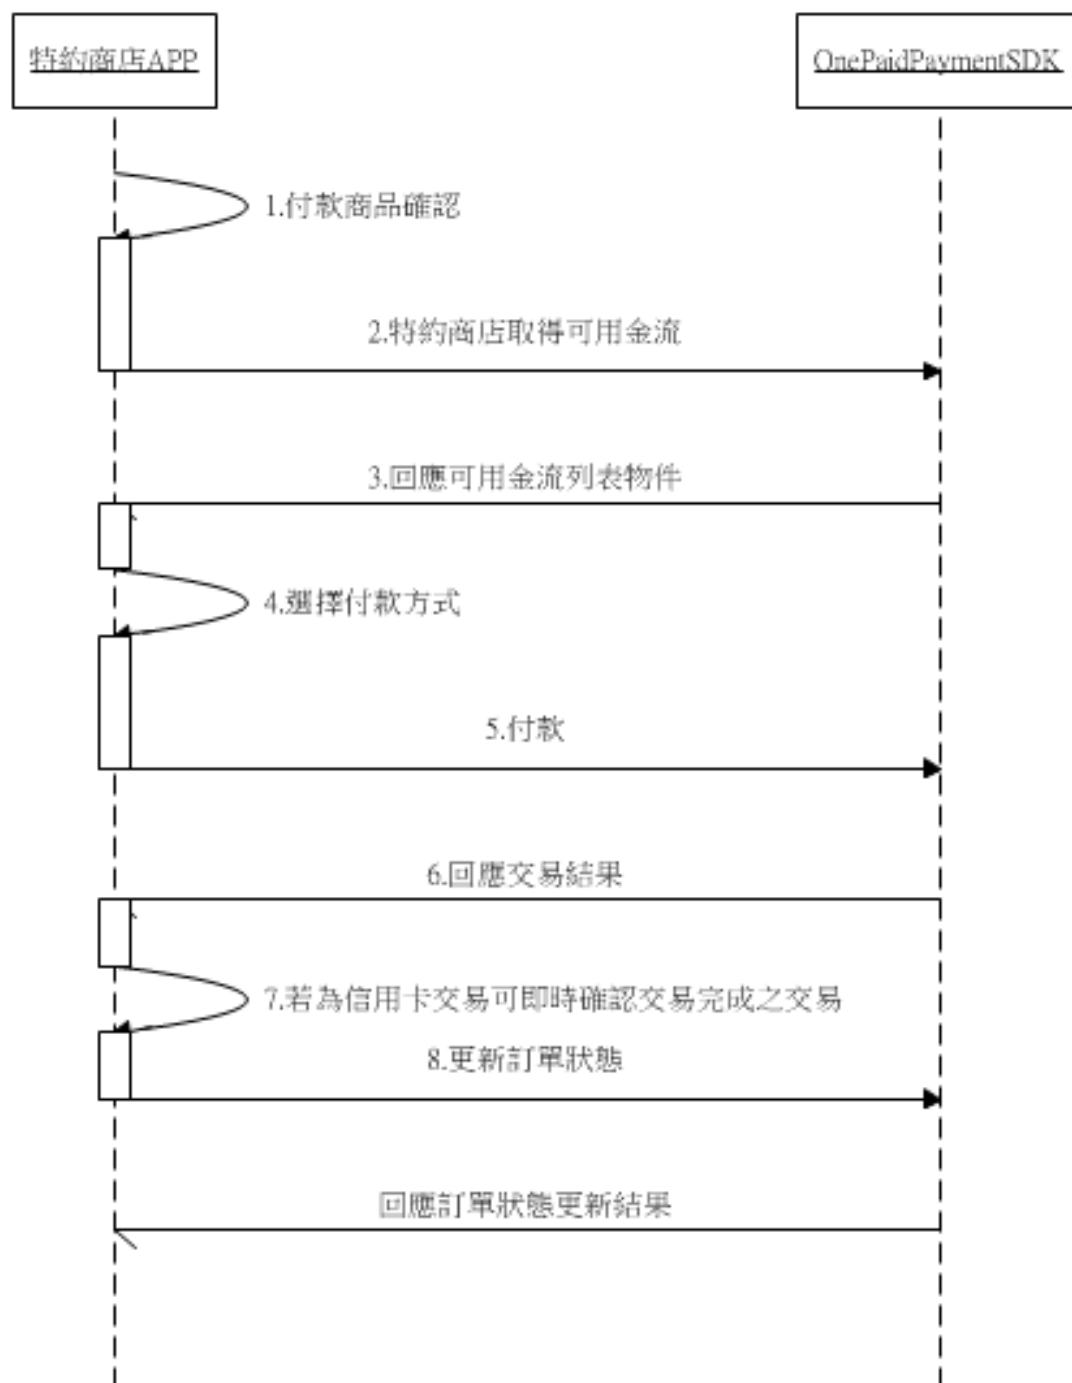 特約商店APP
OnePaidPaymentSDK
1.付款商品確認
2.特約商店取得可用金流
3.回應可用金流列表物件
4.選擇付款方式
5.付款
6.回應交易結果
7.若為信用卡交易可即時確認交易完成之交易
8.更新訂單狀態
回應訂單狀態更新結果